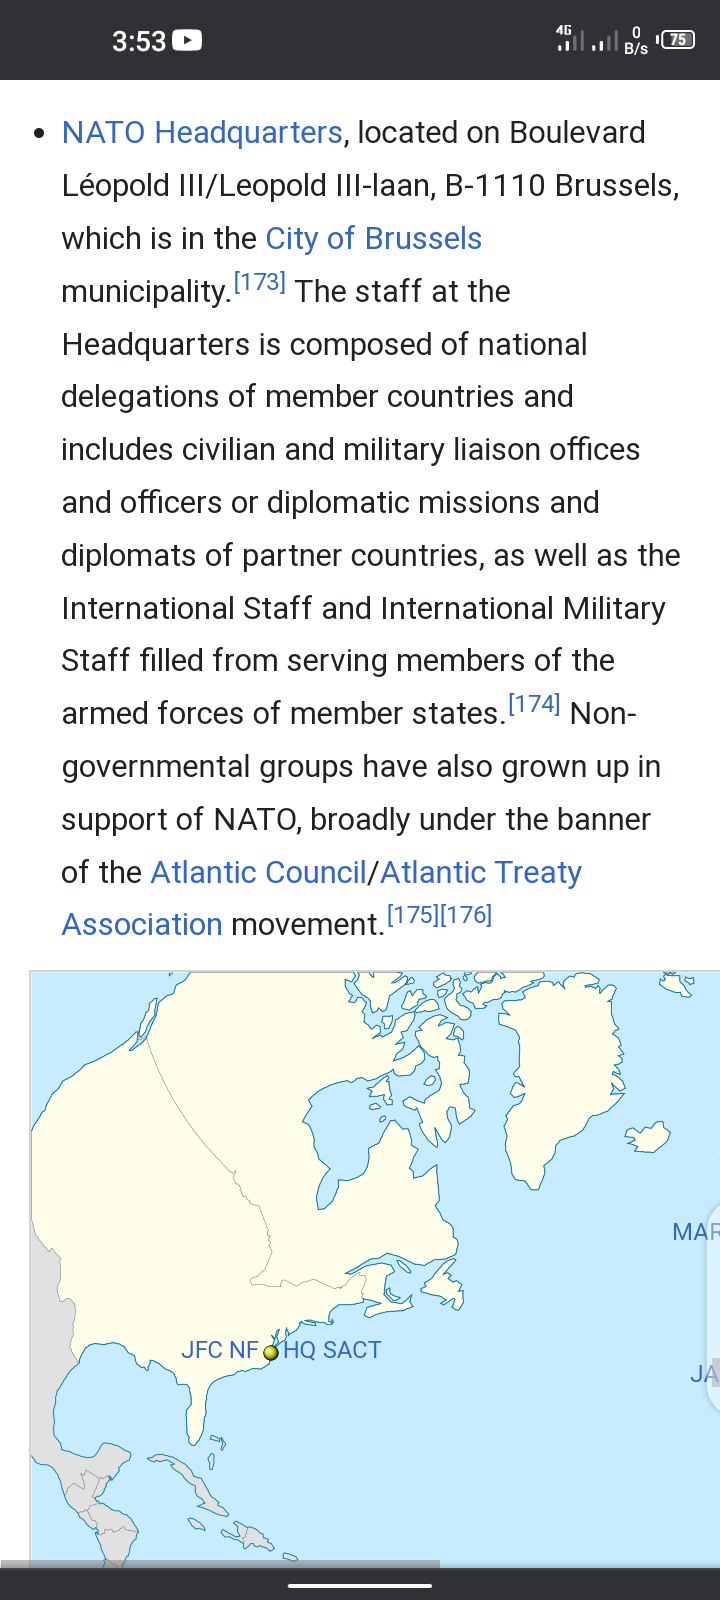 3:53
4G
0
B/s
75
• NATO Headquarters, located on Boulevard
Léopold III/Leopold III-laan, B-1110 Brussels,
which is in the City of Brussels
municipality.[173] The staff at the
Headquarters is composed of national
delegations of member countries and
includes civilian and military liaison offices
and officers or diplomatic missions and
diplomats of partner countries, as well as the
International Staff and International Military
Staff filled from serving members of the
armed forces of member states.[174] Non-
governmental groups have also grown up in
support of NATO, broadly under the banner
of the Atlantic Council/Atlantic Treaty
Association movement.[175][176]
MAR
JFC NF HQ SACT
JA